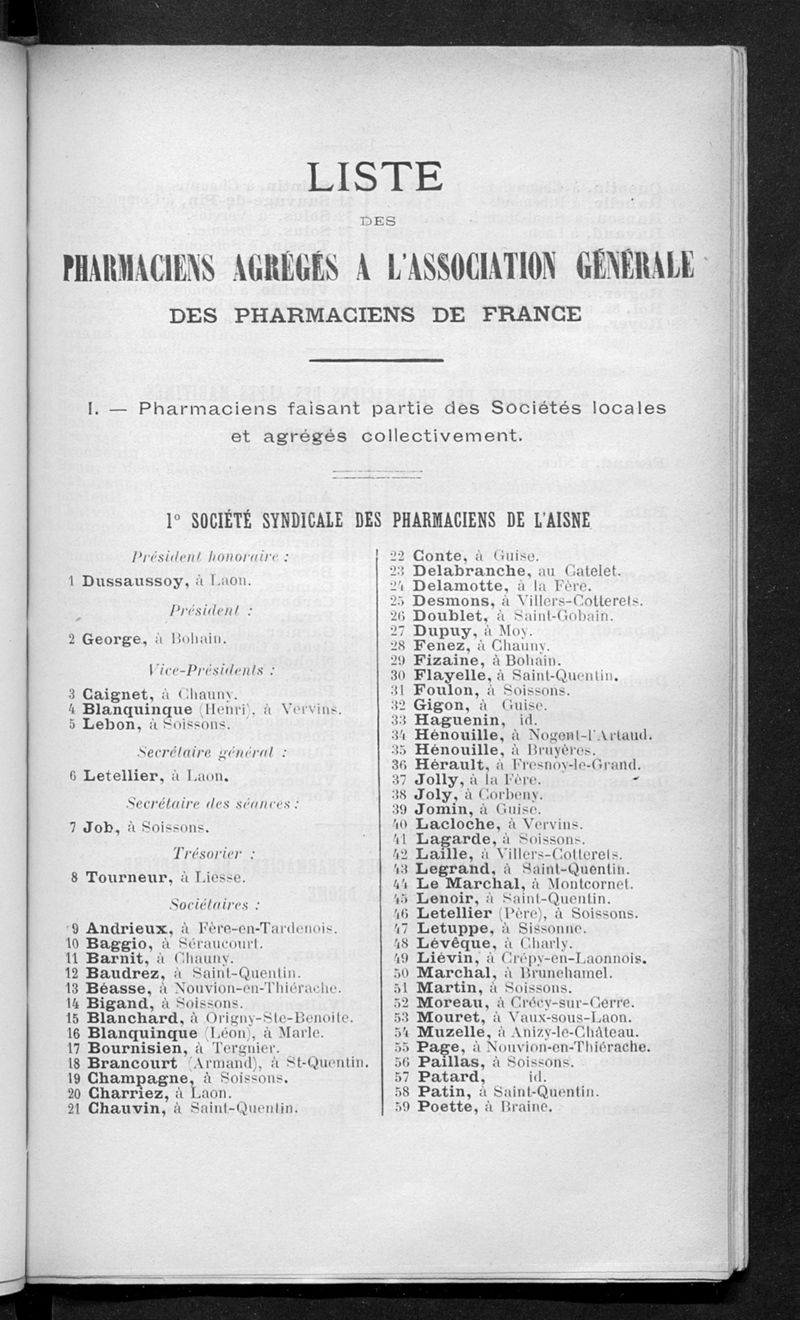 LISTE
DES
PHARMACIENS AGRÉGÉS A L'ASSOCIATION GÉNÉRALE
DES PHARMACIENS DE FRANCE
I. — Pharmaciens faisant partie des Sociétés locales
et agrégés collectivement.
1° SOCIÉTÉ SYNDICALE DES PHARMACIENS DE L'AISNE
Président honoraire :
1 Dussaussoy, à Laon.
Président :
2 George, à Bohain.
Vice-Présidents :
3 Caignet, à Chauny.
4 Blanquinque (Henri), à Vervins.
5 Lebon, à Soissons.
Secrétaire général :
6 Letellier, à Laon.
Secrétaire des séances :
7 Job, à Soissons.
Trésorier :
8 Tourneur, à Liesse.
Sociétaires :
9 Andrieux, à Fère-en-Tardenois.
10 Baggio, à Séraucourt.
11 Barnit, à Chauny.
12 Baudrez, à Saint-Quentin.
13 Béasse, à Nouvion-en-Thiérache.
14 Bigand, à Soissons.
15 Blanchard, à Origny-Ste-Benoite.
16 Blanquinque (Léon), à Marle.
17 Bournisien, à Tergnier.
18 Brancourt (Armand), à St-Quentin.
19 Champagne, à Soissons.
20 Charriez, à Laon.
21 Chauvin, à Saint-Quentin.
22 Conte, à Guise.
23 Delabranche, au Catelet.
24 Delamotte, à la Fère.
25 Desmons, à Villers-Cotterets.
26 Doublet, à Saint-Gobain.
27 Dupuy, à Moy.
28 Fenez, à Chauny.
29 Fizaine, à Bohain.
30 Flayelle, à Saint-Quentin.
31 Foulon, à Soissons.
32 Gigon, à Guise.
33 Haguenin, id.
34 Hénouille, à Nogent-l'Artaud.
35 Hénouille, à Bruyères.
36 Hérault, à Fresnoy-le-Grand.
37 Jolly, à la Fère.
38 Joly, à Corbeny.
39 Jomin, à Guise.
40 Lacloche, à Vervins.
41 Lagarde, à Soissons.
42 Laille, à Villers-Cotterets.
43 Legrand, à Saint-Quentin.
44 Le Marchal, à Montcornet.
45 Lenoir, à Saint-Quentin.
46 Letellier (Père), à Soissons.
47 Letuppe, à Sissonne.
48 Lévêque, à Charly.
49 Liévin, à Crépy-en-Laonnois.
50 Marchal, à Brunehamel.
51 Martin, à Soissons.
52 Moreau, à Crécy-sur-Cerre.
53 Mouret, à Vaux-sous-Laon.
54 Muzelle, à Anizy-le-Château.
55 Page, à Nouvion-en-Thiérache.
56 Paillas, à Soissons.
57 Patard, id.
58 Patin, à Saint-Quentin.
59 Poette, à Braine.